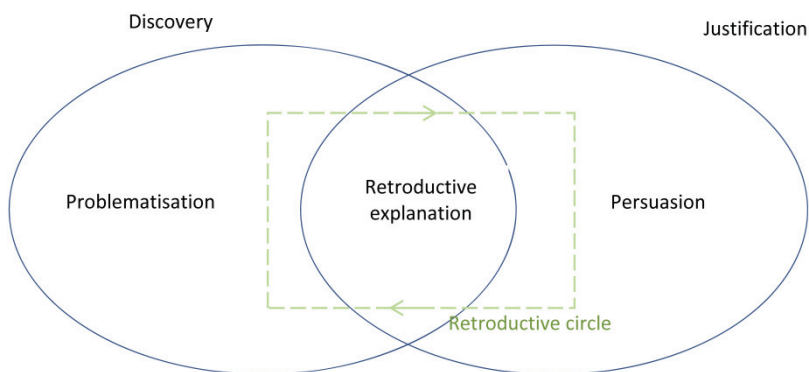 Discovery
Justification
Problematisation
Retroductive
explanation
Persuasion
Retroductive circle